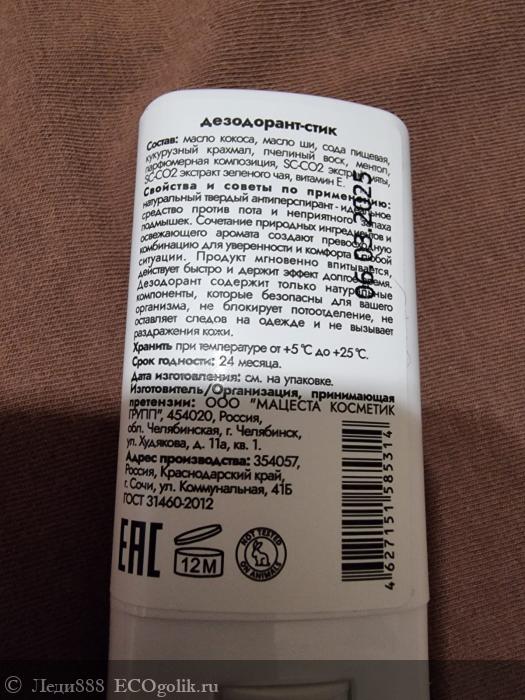 дезодорант-стик
Состав: масло кокоса, масло ши, сода пищевая,
кукурузный крахмал, пчелиный воск, ментол,
парфюмерная композиция, SC-CO2 экстр мяты,
SC-CO2 экстракт зеленого чая, витамин Е.
Свойства и советы по применению:
натуральный твердый антиперспирант - идеальное
средство против пота и неприятного запаха
подмышек. Сочетание природных ингредиентов и
освежающего аромата создают превосходную
комбинацию для уверенности и комфорта в любой
ситуации. Продукт мгновенно впитывается,
действует быстро и держит эффект долгое время.
Дезодорант содержит только натуральные
компоненты, которые безопасны для вашего
организма, не блокирует потоотделение, не
оставляет следов на одежде и не вызывает
раздражения кожи.
06.03.2025
Хранить при температуре от +5 °C до +25 °C.
Срок годности: 24 месяца.
Дата изготовления: см. на упаковке.
Изготовитель/Организация, принимающая
претензии: ООО "МАЦЕСТА КОСМЕТИК
ГРУПП", 454020, Россия,
обл. Челябинская, г. Челябинск,
ул. Худякова, д. 11а, кв. 1.
Адрес производства: 354057,
Россия, Краснодарский край,
г. Сочи, ул. Коммунальная, 41Б
ГОСТ 31460-2012
EAC
12M
NOT TESTED
ON ANIMALS
4627151585314
© Леди888 ECOgolik.ru